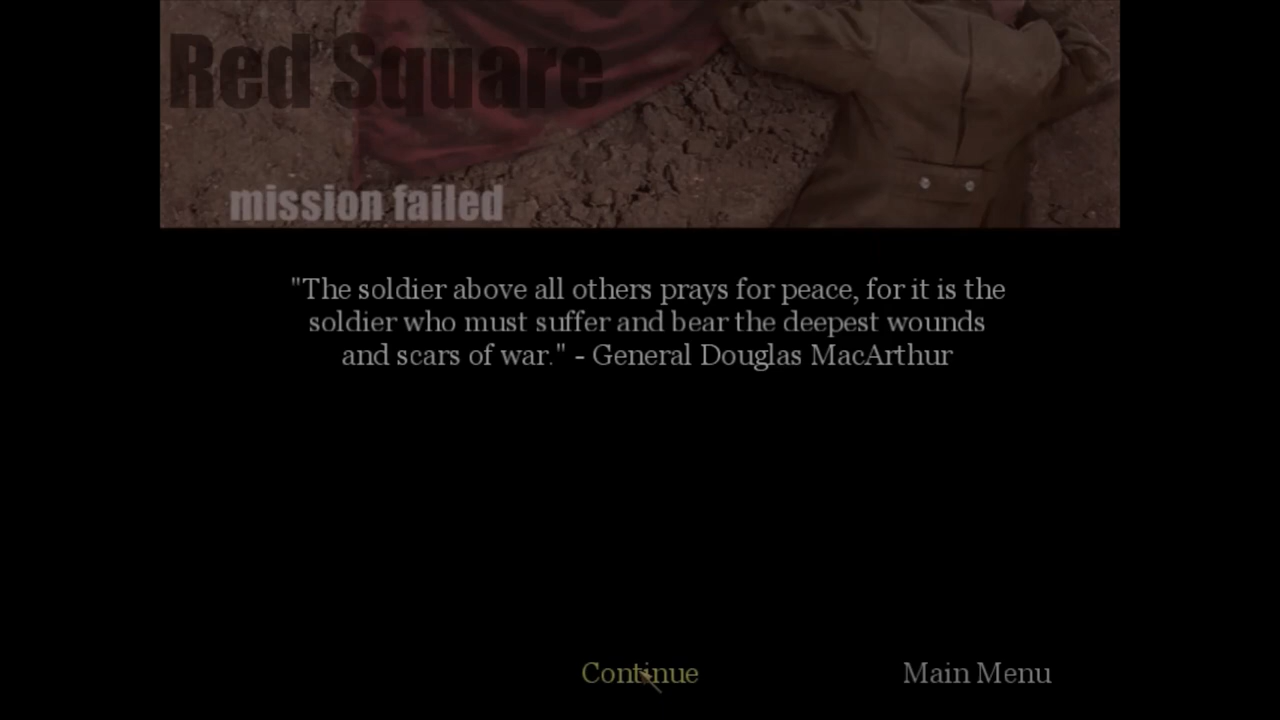 Red Square
mission failed
"The soldier above all others prays for peace, for it is the
soldier who must suffer and bear the deepest wounds
and scars of war." - General Douglas MacArthur
Continue
Main Menu